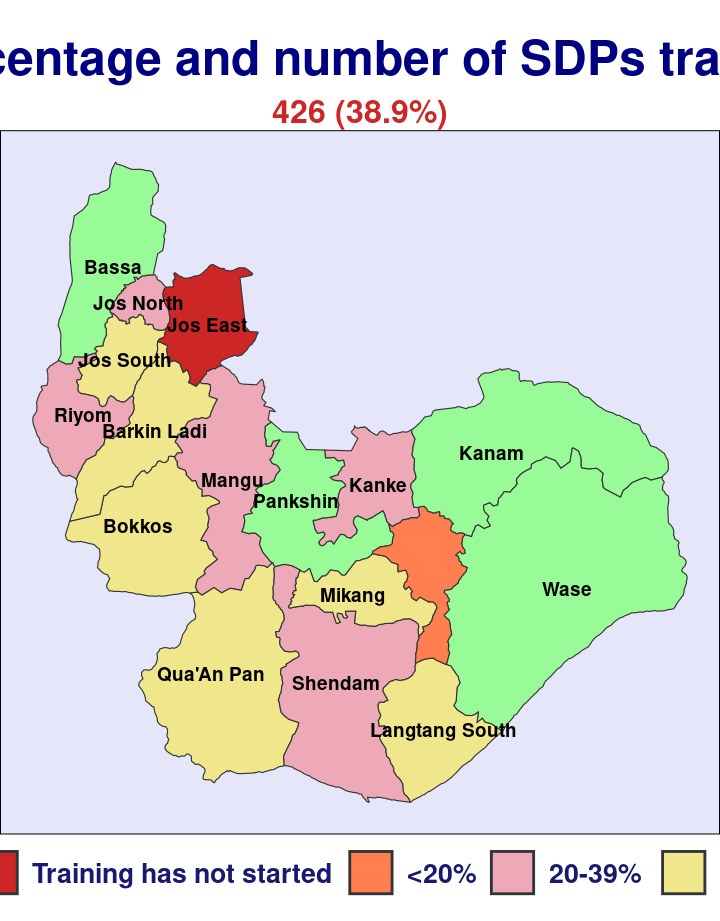 centage and number of SDPs tra
426 (38.9%)
Bassa
Jos North
Jos East
Jos South
Riyom
Barkin Ladi
Kanam
Mangu
Kanke
Pankshin
Bokkos
Wase
Mikang
Qua'An Pan
Shendam
Langtang South
Training has not started <20% 20-39%